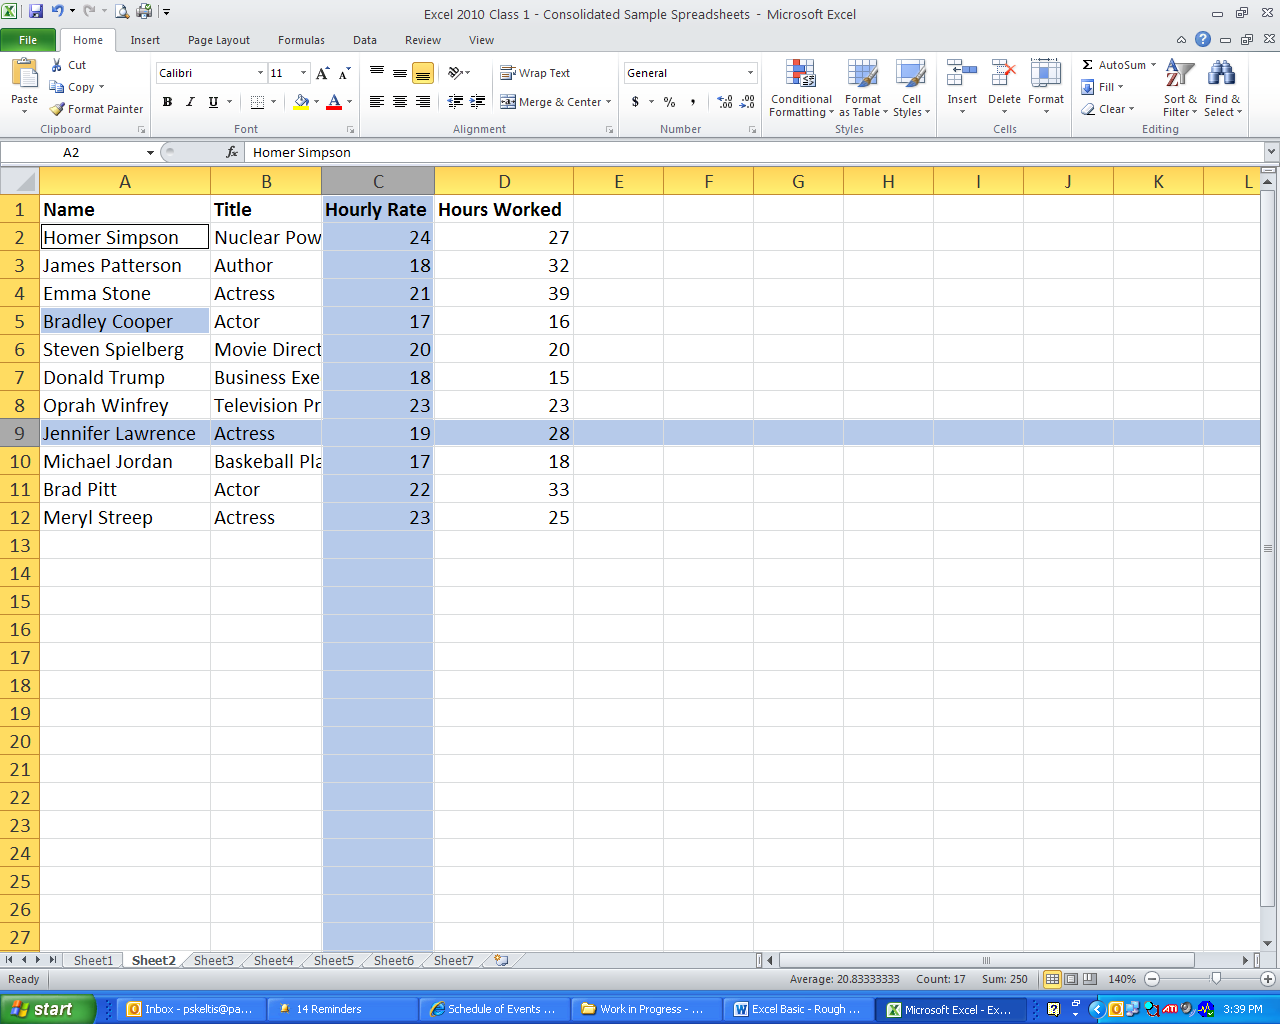 Excel 2010 Class 1 - Consolidated Sample Spreadsheets - Microsoft Excel
File Home Insert Page Layout Formulas Data Review View
Paste Cut Copy Format Painter
Calibri 11
B I U A
Wrap Text
Merge & Center
General
$ % ,
Conditional Formatting Format as Table Cell Styles
Insert Delete Format
Σ AutoSum Fill Clear
Sort & Filter Find & Select
Clipboard Font Alignment Number Styles Cells Editing
A2 fx Homer Simpson
A B C D E F G H I J K L
1 Name Title Hourly Rate Hours Worked
2 Homer Simpson Nuclear Pow 24 27
3 James Patterson Author 18 32
4 Emma Stone Actress 21 39
5 Bradley Cooper Actor 17 16
6 Steven Spielberg Movie Direct 20 20
7 Donald Trump Business Exe 18 15
8 Oprah Winfrey Television Pr 23 23
9 Jennifer Lawrence Actress 19 28
10 Michael Jordan Baskeball Pla 17 18
11 Brad Pitt Actor 22 33
12 Meryl Streep Actress 23 25
13
14
15
16
17
18
19
20
21
22
23
24
25
26
27
Sheet1 Sheet2 Sheet3 Sheet4 Sheet5 Sheet6 Sheet7
Ready Average: 20.83333333 Count: 17 Sum: 250 140%
start Inbox - pskeltis@pa... 14 Reminders Schedule of Events ... Work in Progress - ... Excel Basic - Rough ... Microsoft Excel - Ex... 3:39 PM